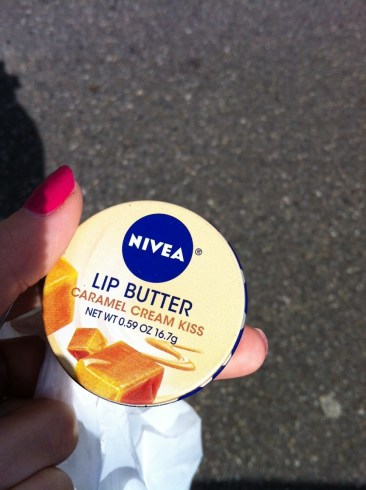 NIVEA®
LIP BUTTER
CARAMEL CREAM KISS
NET WT 0.59 OZ 16.7g